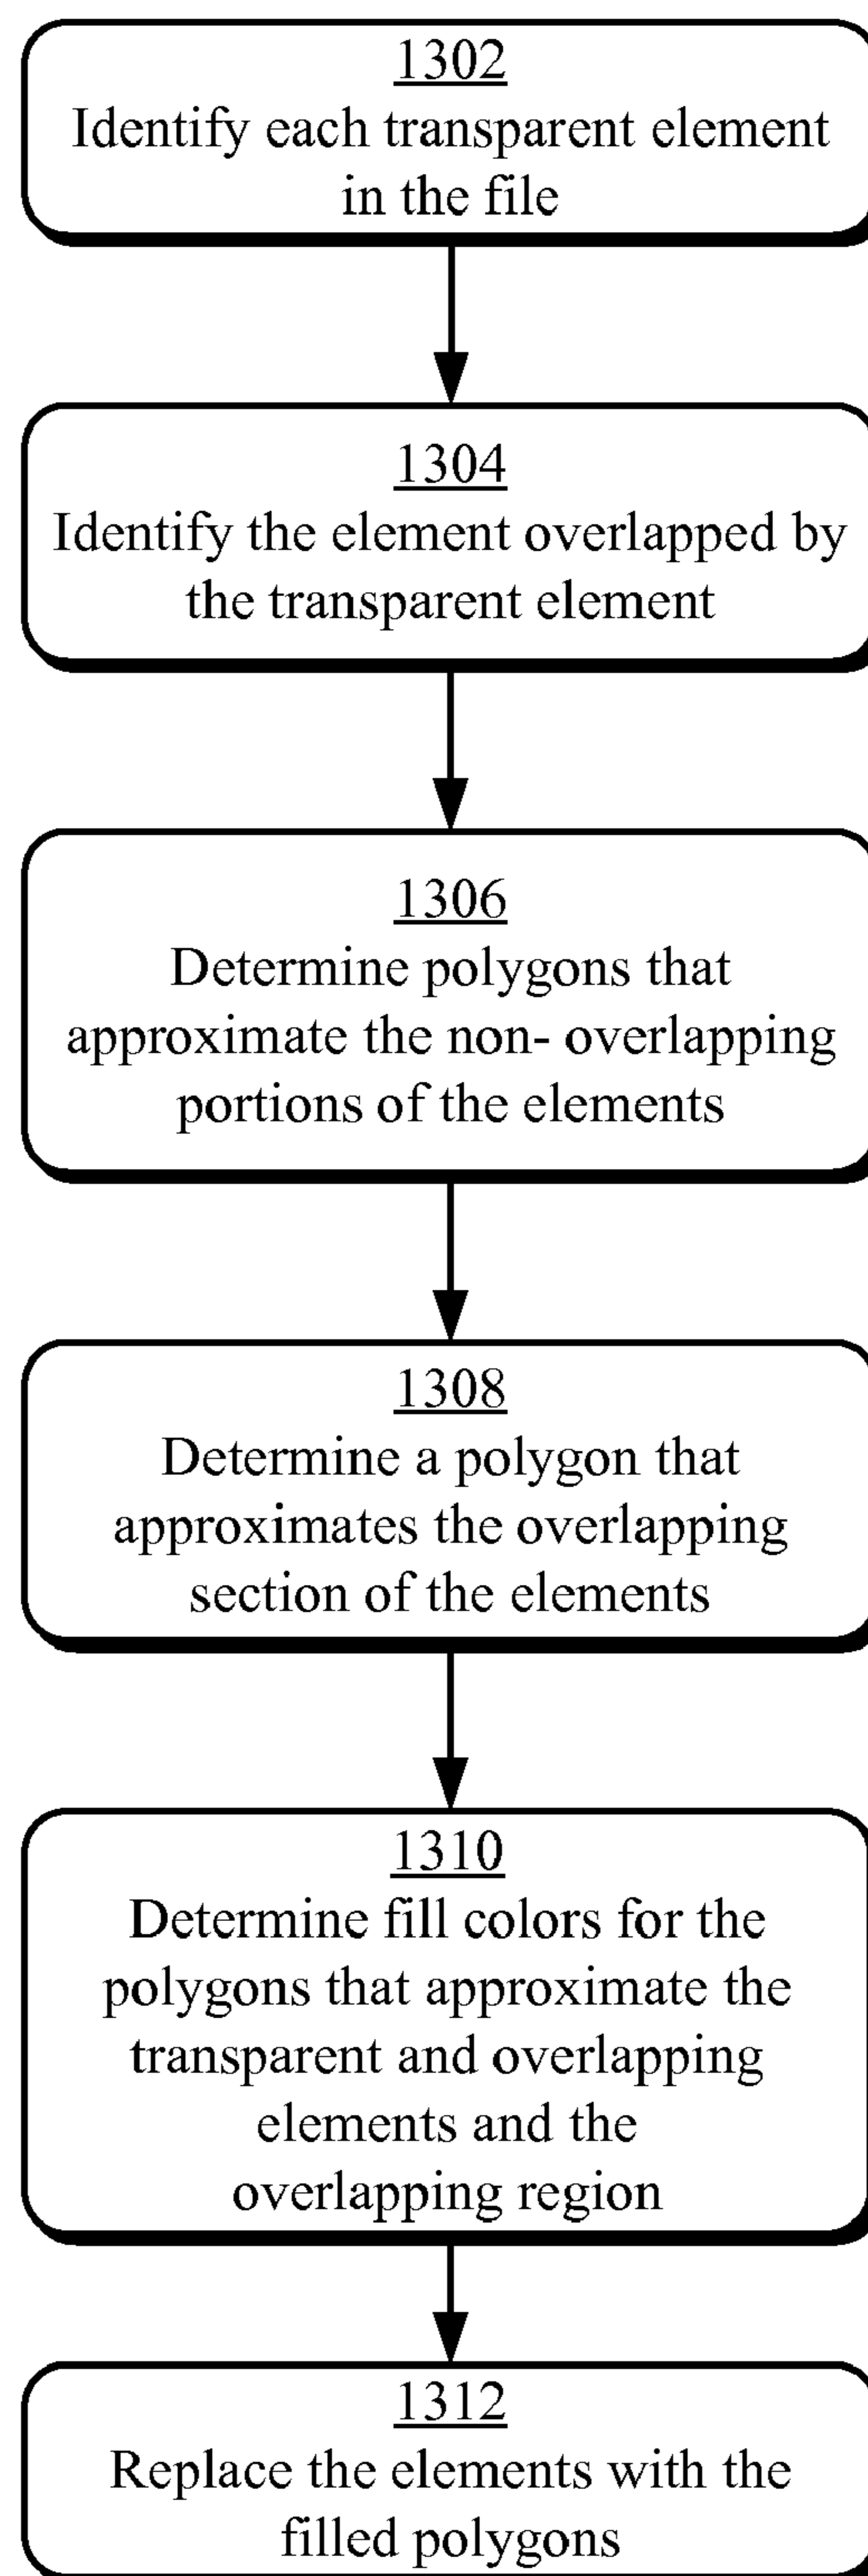 1302
Identify each transparent element
in the file
1304
Identify the element overlapped by
the transparent element
1306
Determine polygons that
approximate the non- overlapping
portions of the elements
1308
Determine a polygon that
approximates the overlapping
section of the elements
1310
Determine fill colors for the
polygons that approximate the
transparent and overlapping
elements and the
overlapping region
1312
Replace the elements with the
filled polygons